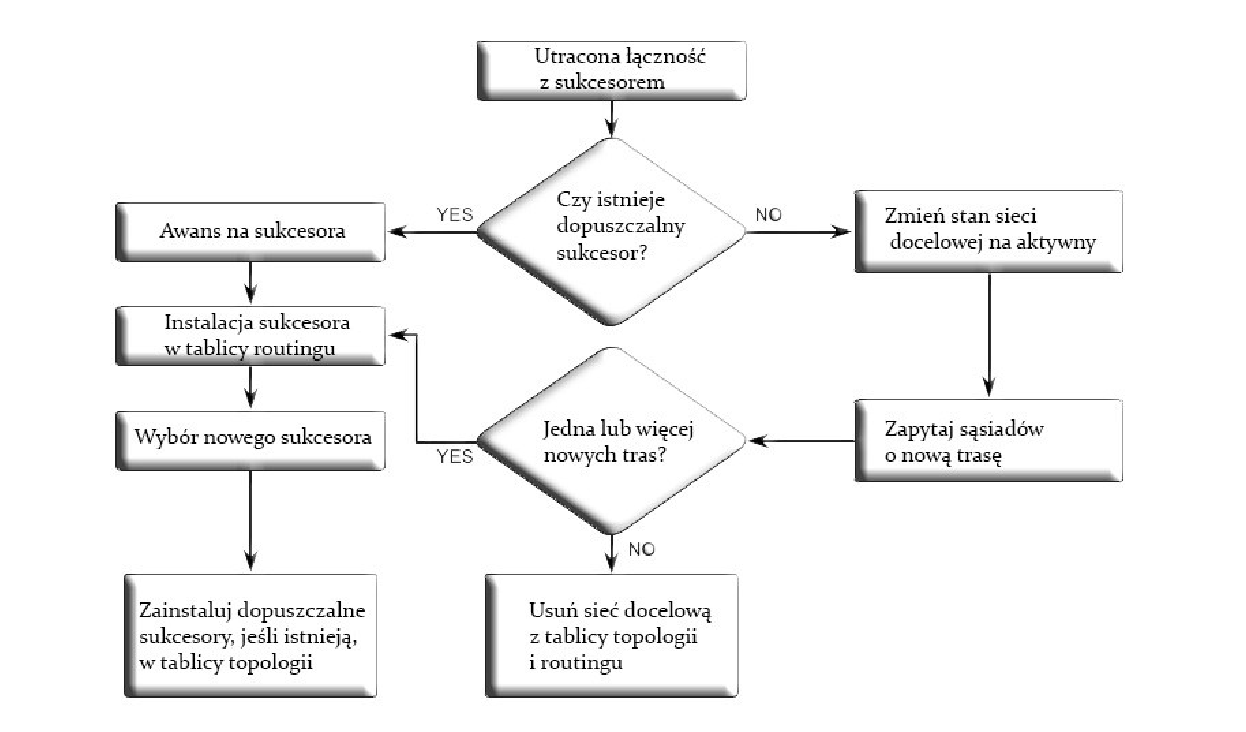 Utracona łączność
z sukcesorem
Czy istnieje
dopuszczalny
sukcesor?
YES
NO
Awans na sukcesora
Zmień stan sieci
docelowej na aktywny
Instalacja sukcesora
w tablicy routingu
Wybór nowego sukcesora
Jedna lub więcej
nowych tras?
YES
NO
Zapytaj sąsiadów
o nową trasę
Zainstaluj dopuszczalne
sukcesory, jeśli istnieją,
w tablicy topologii
Usuń sieć docelową
z tablicy topologii
i routingu